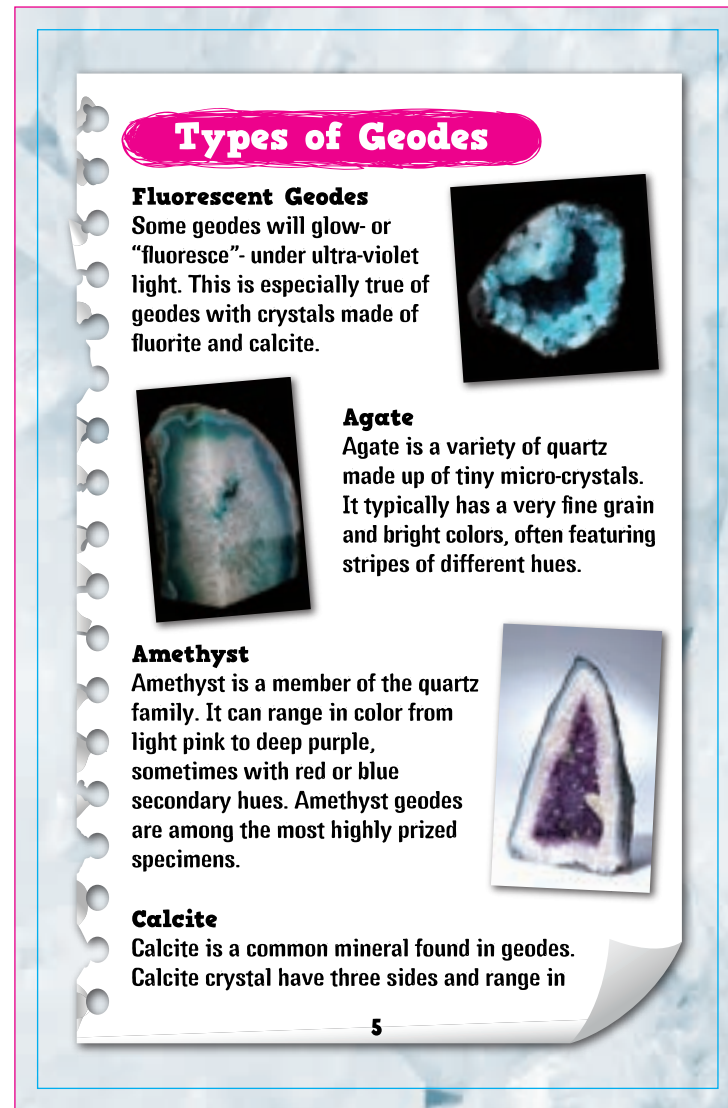 Types of Geodes
Fluorescent Geodes
Some geodes will glow- or
“fluoresce”- under ultra-violet
light. This is especially true of
geodes with crystals made of
fluorite and calcite.
Agate
Agate is a variety of quartz
made up of tiny micro-crystals.
It typically has a very fine grain
and bright colors, often featuring
stripes of different hues.
Amethyst
Amethyst is a member of the quartz
family. It can range in color from
light pink to deep purple,
sometimes with red or blue
secondary hues. Amethyst geodes
are among the most highly prized
specimens.
Calcite
Calcite is a common mineral found in geodes.
Calcite crystal have three sides and range in
5